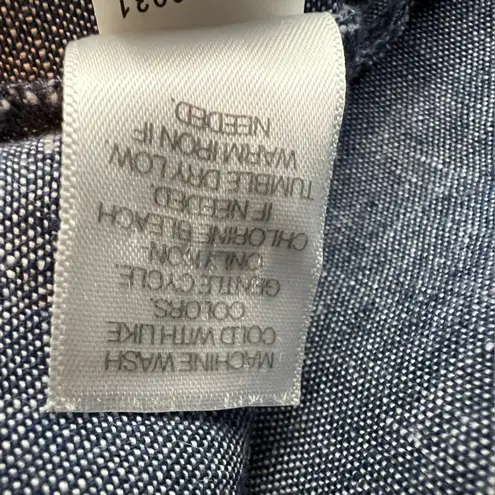 MACHINE WASH
COLD WITH LIKE
COLORS.
GENTLE CYCLE.
ONLY NON
CHLORINE BLEACH
IF NEEDED.
TUMBLE DRY LOW.
WARM IRON IF
NEEDED.